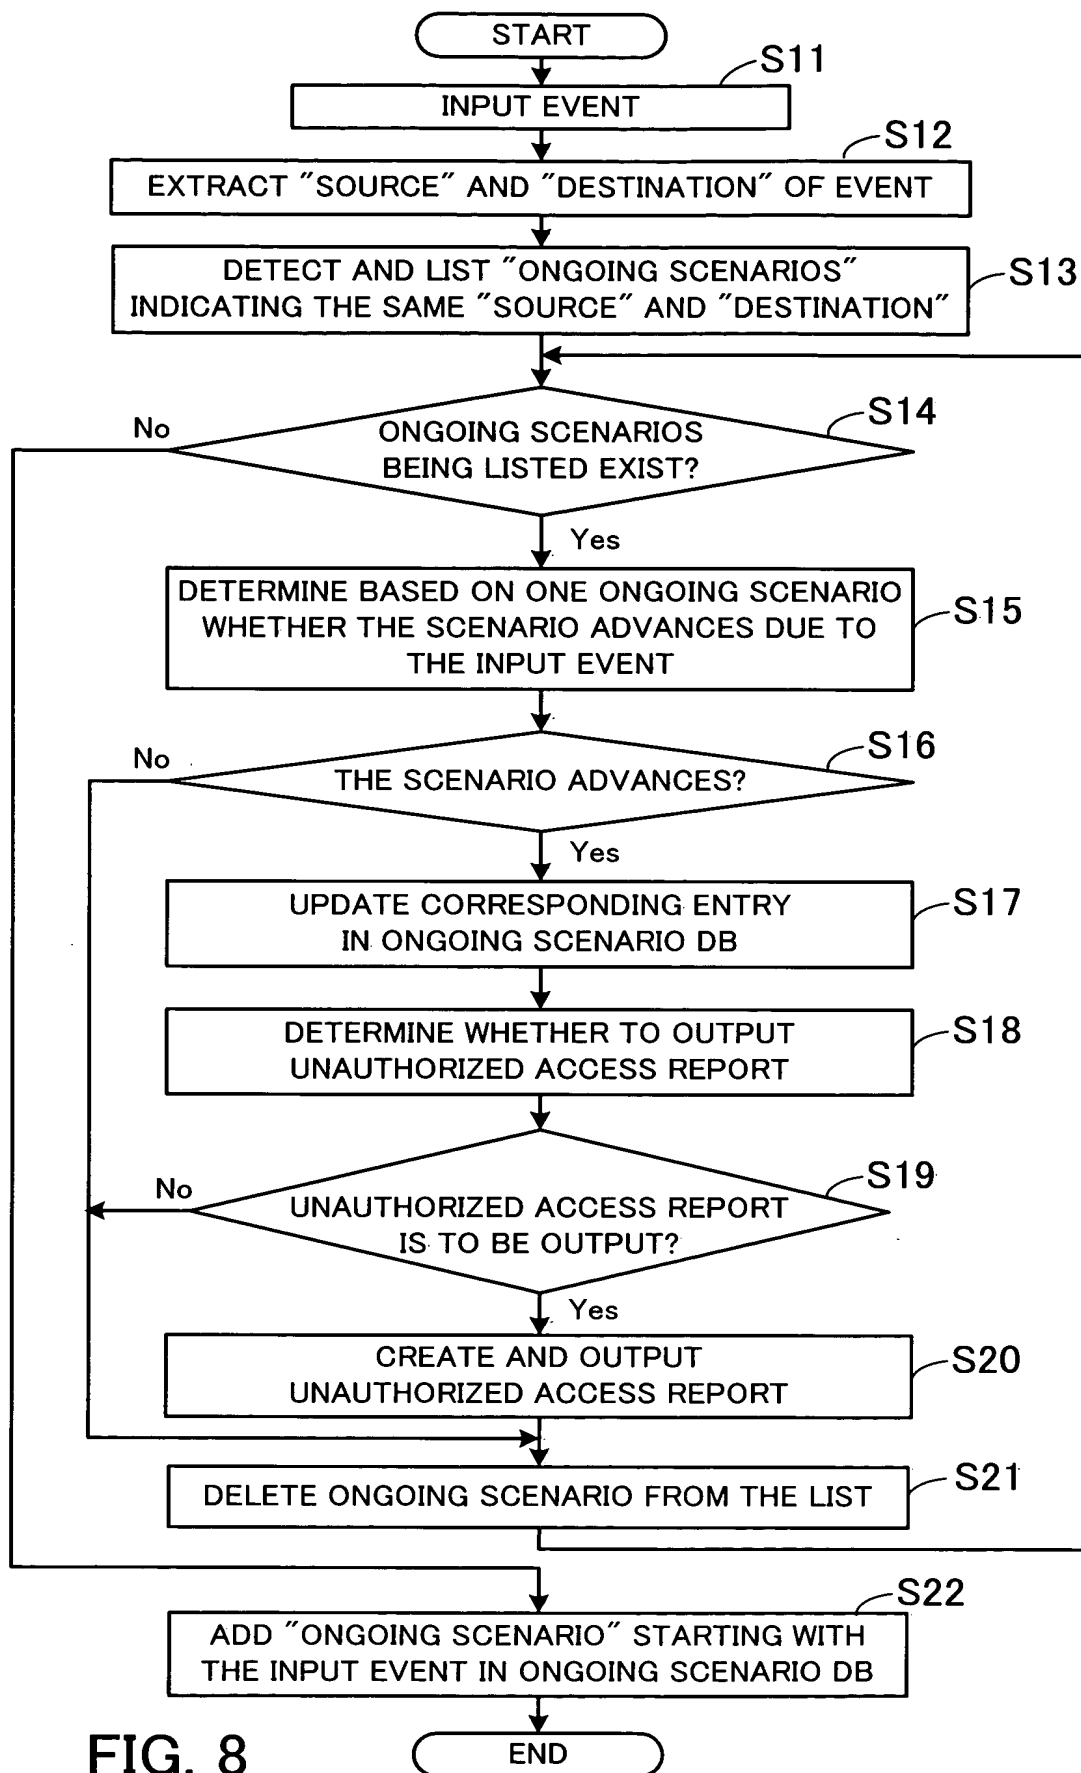 START
S11
INPUT EVENT
S12
EXTRACT "SOURCE" AND "DESTINATION" OF EVENT
S13
DETECT AND LIST "ONGOING SCENARIOS"
INDICATING THE SAME "SOURCE" AND "DESTINATION"
S14
No
ONGOING SCENARIOS
BEING LISTED EXIST?
Yes
S15
DETERMINE BASED ON ONE ONGOING SCENARIO
WHETHER THE SCENARIO ADVANCES DUE TO
THE INPUT EVENT
S16
No
THE SCENARIO ADVANCES?
Yes
S17
UPDATE CORRESPONDING ENTRY
IN ONGOING SCENARIO DB
S18
DETERMINE WHETHER TO OUTPUT
UNAUTHORIZED ACCESS REPORT
S19
No
UNAUTHORIZED ACCESS REPORT
IS TO BE OUTPUT?
Yes
S20
CREATE AND OUTPUT
UNAUTHORIZED ACCESS REPORT
S21
DELETE ONGOING SCENARIO FROM THE LIST
S22
ADD "ONGOING SCENARIO" STARTING WITH
THE INPUT EVENT IN ONGOING SCENARIO DB
FIG. 8
END